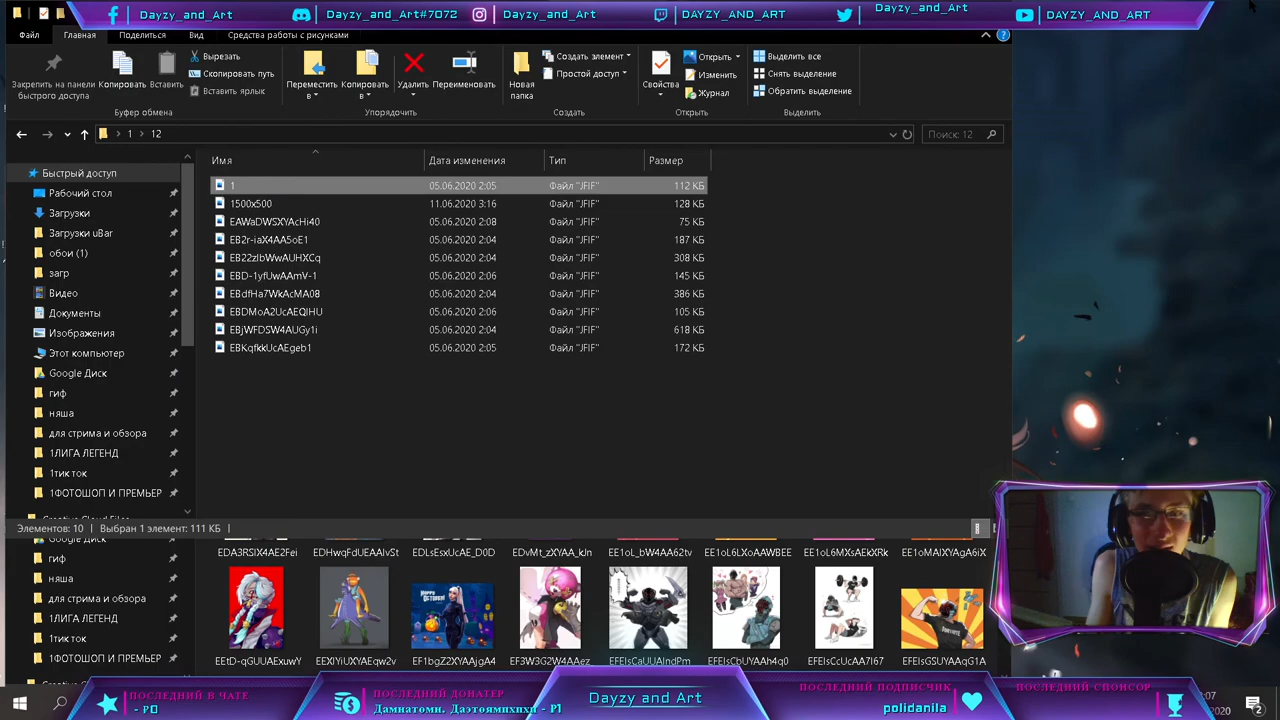 Dayzy_and_Art
Dayzy_and_Art#7072
Dayzy_and_Art
DAYZY_AND_ART
Dayzy_and_Art
DAYZY_AND_ART
Файл
Главная
Поделиться
Вид
Средства работы с рисунками
Закрепить на панели быстрого доступа
Копировать
Вставить
Вырезать
Скопировать путь
Вставить ярлык
Переместить в
Копировать в
Удалить
Переименовать
Новая папка
Создать элемент
Простой доступ
Свойства
Открыть
Изменить
Журнал
Выделить все
Снять выделение
Обратить выделение
Буфер обмена
Упорядочить
Создать
Открыть
Выделить
1
12
Поиск: 12
Имя
Дата изменения
Тип
Размер
Быстрый доступ
Рабочий стол
Загрузки
Загрузки uBar
обои (1)
загр
Видео
Документы
Изображения
Этот компьютер
Google Диск
гиф
няша
для стрима и обзора
1ЛИГА ЛЕГЕНД
1тик ток
1ФОТОШОП И ПРЕМЬЕР
1 05.06.2020 2:05 Файл "JFIF" 112 КБ
1500x500 11.06.2020 3:16 Файл "JFIF" 128 КБ
EAWaDWSXYAcHi40 05.06.2020 2:08 Файл "JFIF" 75 КБ
EB2r-iaX4AA5oE1 05.06.2020 2:04 Файл "JFIF" 187 КБ
EB22zIbWwAUHXCq 05.06.2020 2:04 Файл "JFIF" 308 КБ
EBD-1yfUwAAmV-1 05.06.2020 2:06 Файл "JFIF" 145 КБ
EBdfHa7WkAcMA08 05.06.2020 2:04 Файл "JFIF" 386 КБ
EBDMoA2UcAEQIHU 05.06.2020 2:06 Файл "JFIF" 105 КБ
EBjWFDSW4AUGy1i 05.06.2020 2:04 Файл "JFIF" 618 КБ
EBKqfkkUcAEgeb1 05.06.2020 2:05 Файл "JFIF" 172 КБ
Элементов: 10
Выбран 1 элемент: 111 КБ
Google Диск
гиф
няша
для стрима и обзора
1ЛИГА ЛЕГЕНД
1тик ток
1ФОТОШОП И ПРЕМЬЕР
EDA3RSIX4AE2Fei
EDHwqFdUEAAIvSt
EDLsEsxUcAE_D0D
EDvMt_zXYAA_kJn
EE1oL_bW4AA62tv
EE1oL6LXoAAWBEE
EE1oL6MXsAEkXRk
EE1oMAIXYAgA6iX
EEtD-qGUUAExuwY
EEXlYiUXYAEqw2v
EF1bgZ2XYAAjgA4
EF3W3G2W4AAezej
EFEIsCaUUAIndPm
EFEIsCbUYAAh4q0
EFEIsCcUcAA7I67
EFEIsGSUYAAqG1A
ПОСЛЕДНИЙ В ЧАТЕ
- Р0
ПОСЛЕДНИЙ ДОНАТЕР
Дамнатомн. Даэтоямпхпхп - Р1
Dayzy and Art
ПОСЛЕДНИЙ ПОДПИСЧИК
polidanila
ПОСЛЕДНИЙ СПОНСОР
:07
2020
2